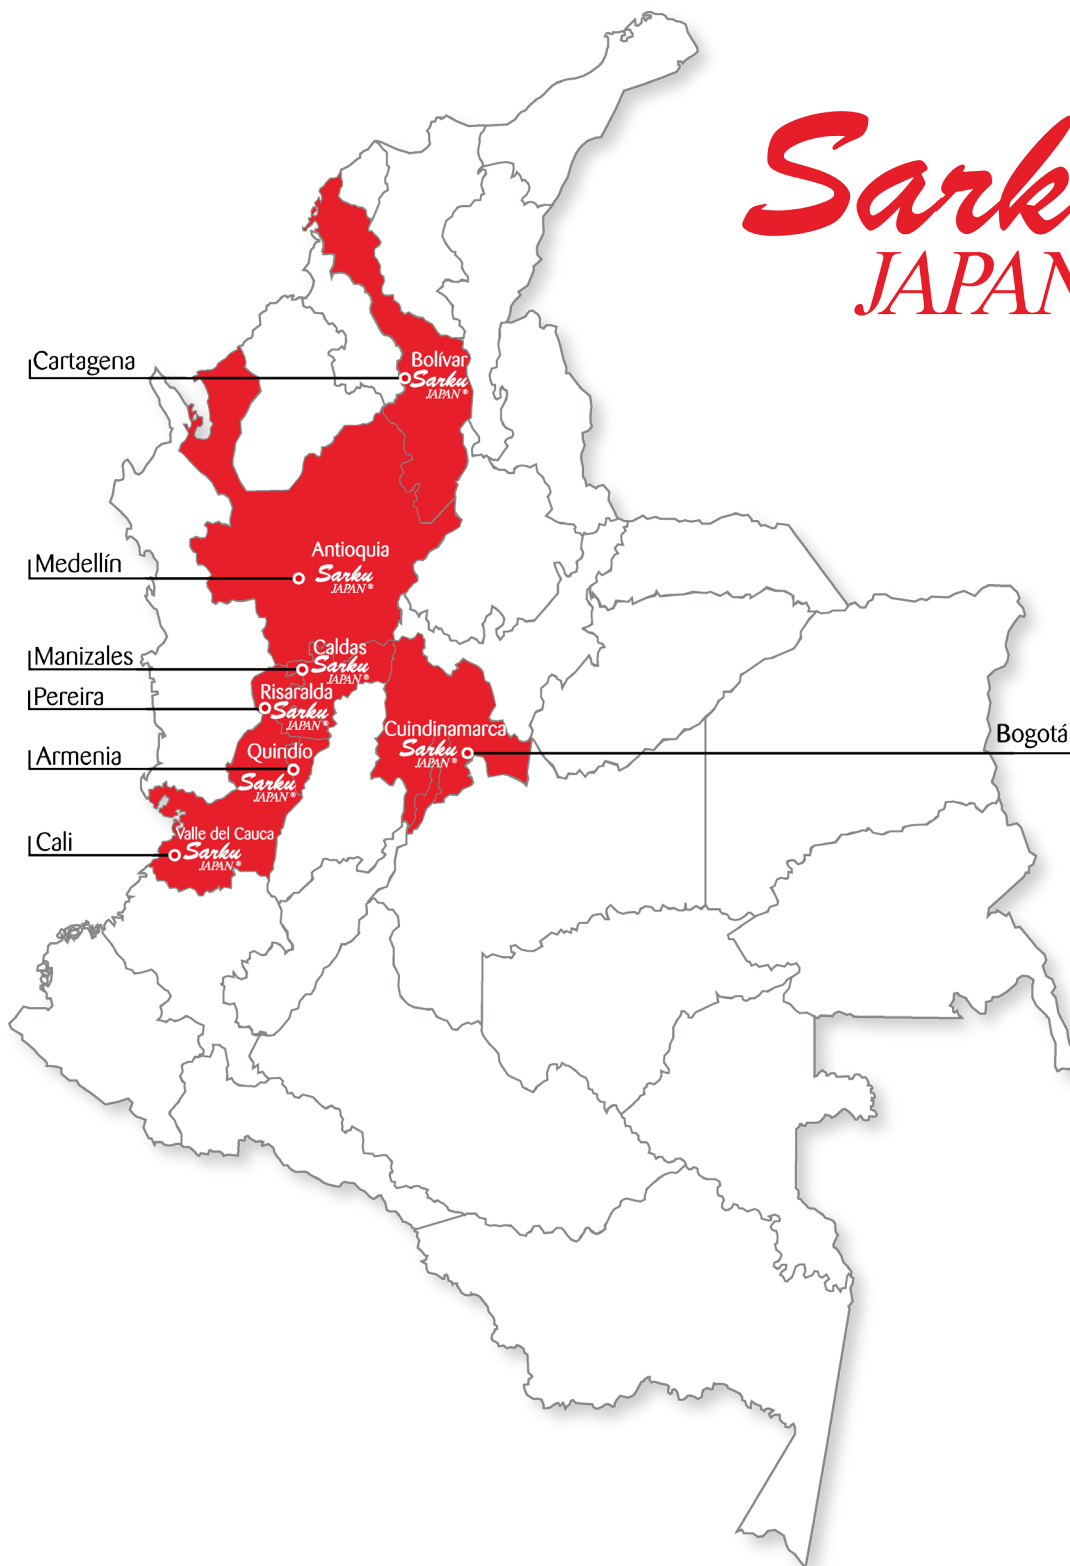 Sark
JAPAN
Cartagena
Bolívar
Sarku
JAPAN®
Medellín
Antioquia
Sarku
JAPAN®
Manizales
Caldas
Sarku
JAPAN®
Pereira
Risaralda
Sarku
JAPAN®
Cuindinamarca
Sarku
JAPAN®
Bogotá
Armenia
Quindío
Sarku
JAPAN®
Cali
Valle del Cauca
Sarku
JAPAN®